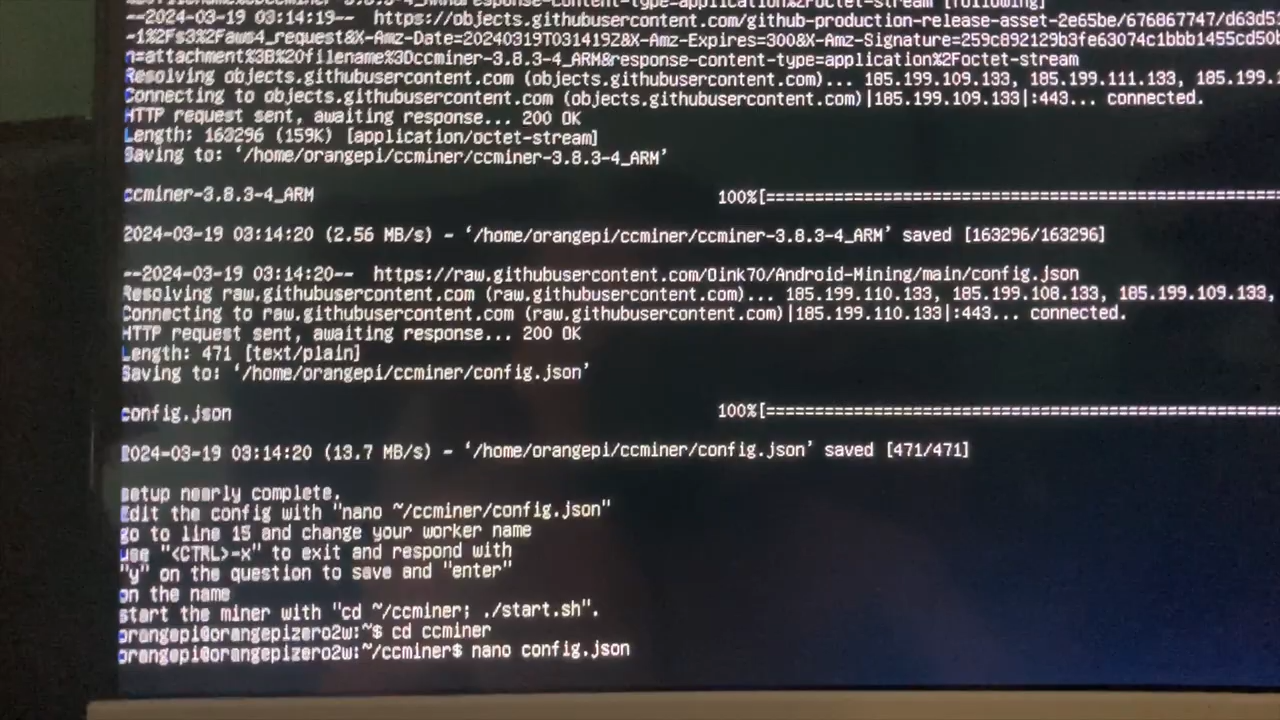 --2024-03-19 03:14:19-- https://objects.githubusercontent.com/github-production-release-asset-2e65be/676867747/d63d5
-1%2Fs3%2Faws4_request&X-Amz-Date=20240319T031419Z&X-Amz-Expires=300&X-Amz-Signature=259c892129b3fe63074c1bbb1455cd50b
n=attachment%3B%20filename%3Dccminer-3.8.3-4_ARM&response-content-type=application%2Foctet-stream
Resolving objects.githubusercontent.com (objects.githubusercontent.com)... 185.199.109.133, 185.199.111.133, 185.199.1
Connecting to objects.githubusercontent.com (objects.githubusercontent.com)|185.199.109.133|:443... connected.
HTTP request sent, awaiting response... 200 OK
Length: 163296 (159K) [application/octet-stream]
Saving to: ‘/home/orangepi/ccminer/ccminer-3.8.3-4_ARM’
ccminer-3.8.3-4_ARM 100%[======================================================
2024-03-19 03:14:20 (2.56 MB/s) - ‘/home/orangepi/ccminer/ccminer-3.8.3-4_ARM’ saved [163296/163296]
--2024-03-19 03:14:20-- https://raw.githubusercontent.com/Oink70/Android-Mining/main/config.json
Resolving raw.githubusercontent.com (raw.githubusercontent.com)... 185.199.110.133, 185.199.108.133, 185.199.109.133,
Connecting to raw.githubusercontent.com (raw.githubusercontent.com)|185.199.110.133|:443... connected.
HTTP request sent, awaiting response... 200 OK
Length: 471 [text/plain]
Saving to: ‘/home/orangepi/ccminer/config.json’
config.json 100%[======================================================
2024-03-19 03:14:20 (13.7 MB/s) - ‘/home/orangepi/ccminer/config.json’ saved [471/471]
setup nearly complete.
Edit the config with "nano ~/ccminer/config.json"
go to line 15 and change your worker name
use "<CTRL>-x" to exit and respond with
"y" on the question to save and "enter"
on the name
start the miner with "cd ~/ccminer; ./start.sh".
orangepi@orangepizero2w:~$ cd ccminer
orangepi@orangepizero2w:~/ccminer$ nano config.json